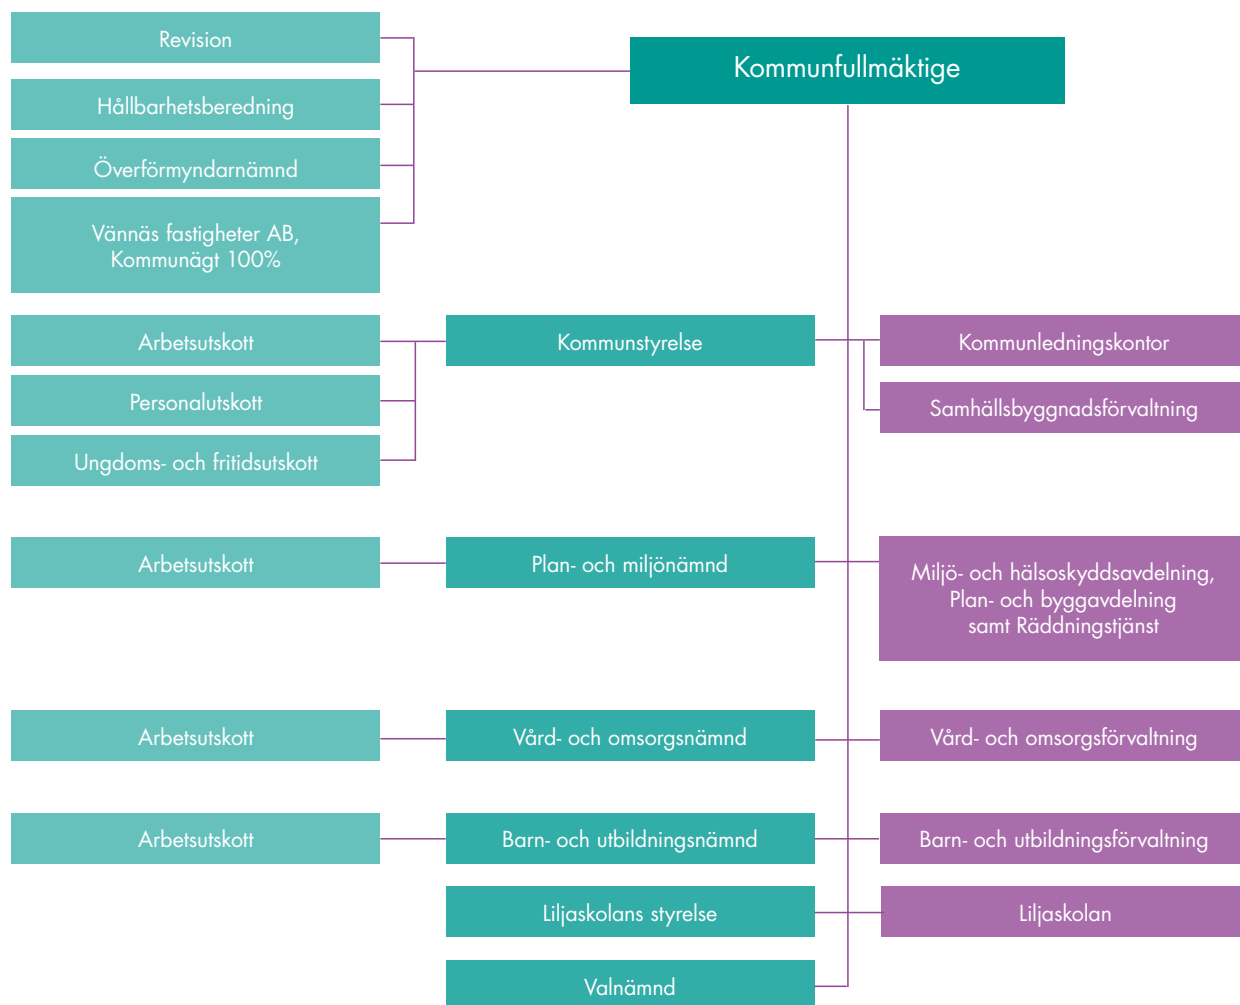 Kommunfullmäktige
Revision
Hållbarhetsberedning
Överförmyndarnämnd
Vännäs fastigheter AB,
Kommunägt 100%
Arbetsutskott
Kommunstyrelse
Kommunledningskontor
Personalutskott
Samhällsbyggnadsförvaltning
Ungdoms- och fritidsutskott
Arbetsutskott
Plan- och miljönämnd
Miljö- och hälsoskyddsavdelning,
Plan- och byggavdelning
samt Räddningstjänst
Arbetsutskott
Vård- och omsorgsnämnd
Vård- och omsorgsförvaltning
Arbetsutskott
Barn- och utbildningsnämnd
Barn- och utbildningsförvaltning
Liljaskolans styrelse
Liljaskolan
Valnämnd